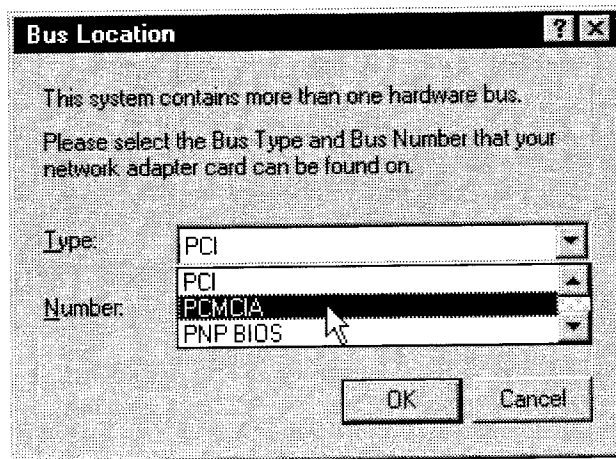 Bus Location
This system contains more than one hardware bus.
Please select the Bus Type and Bus Number that your
network adapter card can be found on.
Type: PCI
PCI
Number: PCMCIA
PNP BIOS
OK Cancel